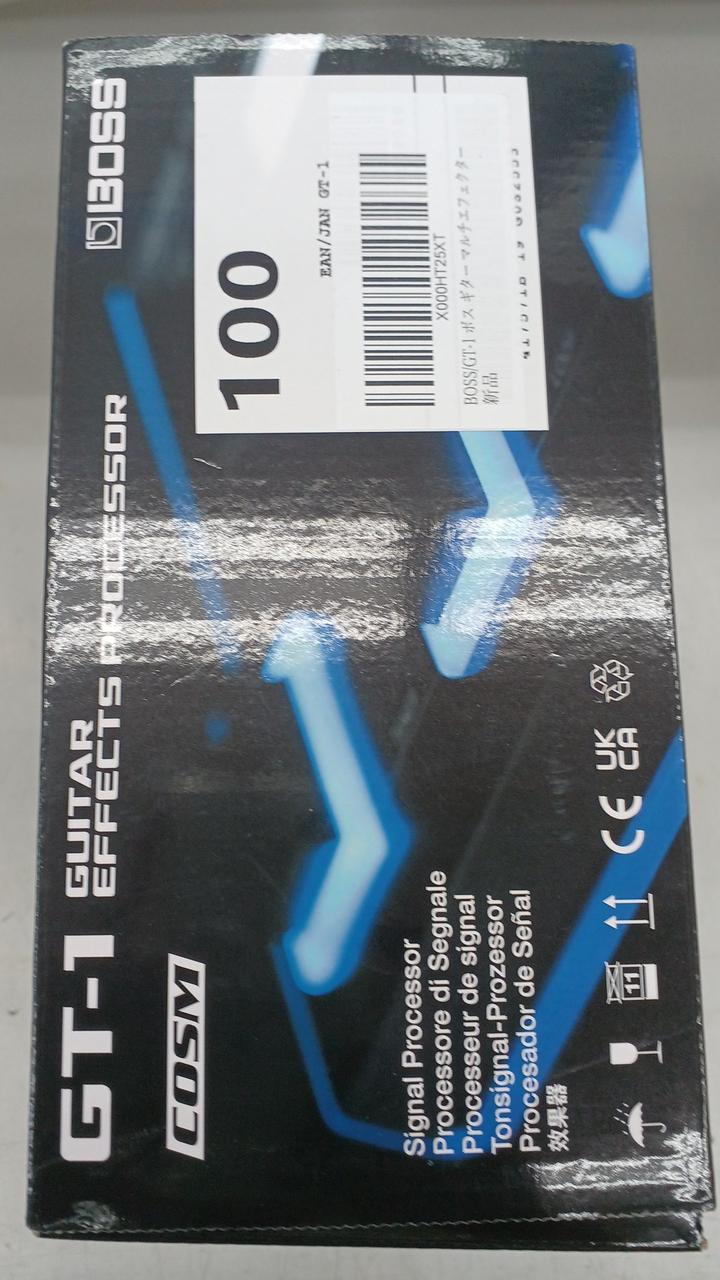 BOSS
GT-1
GUITAR
EFFECTS PROCESSOR
COSM
100
EAN/JAN GT-1
X000HT25XT
BOSS/GT-1 ボス ギター マルチエフェクター
新品
Signal Processor
Processore di Segnale
Processeur de signal
Tonsignal-Prozessor
Procesador de Señal
效果器
11
CE
UK
CA